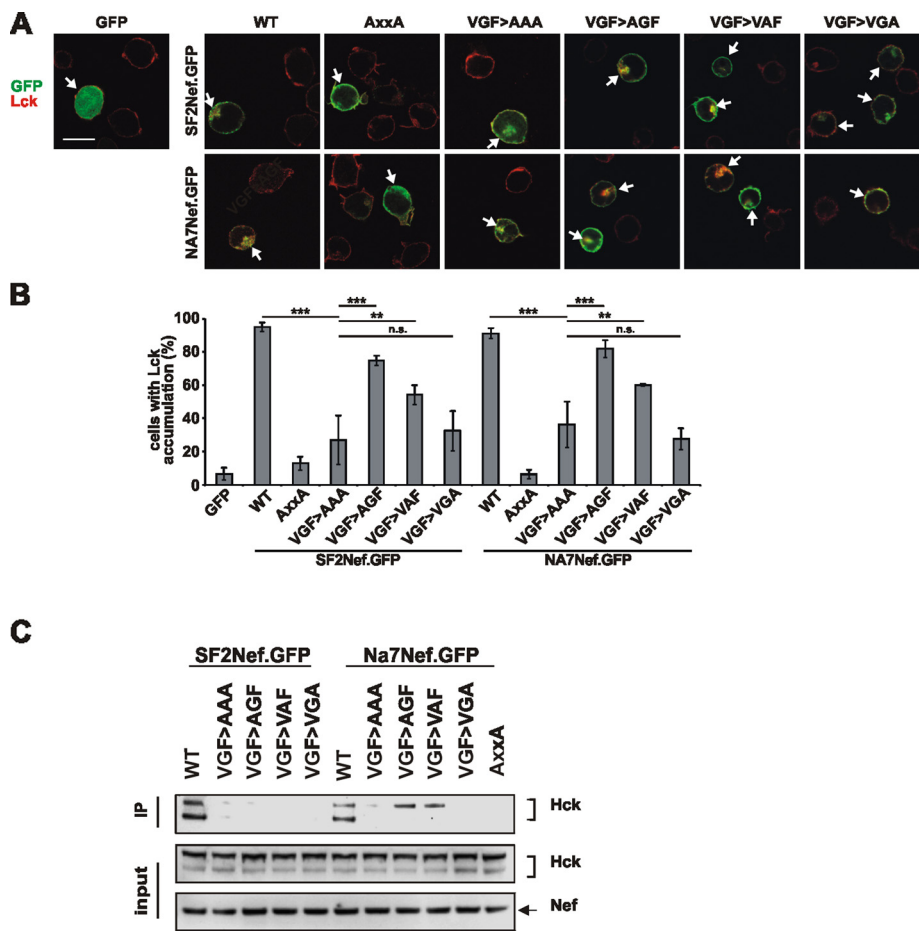 A
GFP
WT
AxxA
VGF>AAA
VGF>AGF
VGF>VAF
VGF>VGA
GFP
Lck
SF2Nef.GFP
NA7Nef.GFP
B
cells with Lck
accumulation (%)
100
80
60
40
20
0
*** *** ** n.s.
*** *** ** n.s.
GFP WT AxxA VGF>AAA VGF>AGF VGF>VAF VGF>VGA WT AxxA VGF>AAA VGF>AGF VGF>VAF VGF>VGA
SF2Nef.GFP NA7Nef.GFP
C
SF2Nef.GFP Na7Nef.GFP
WT VGF>AAA VGF>AGF VGF>VAF VGF>VGA WT VGF>AAA VGF>AGF VGF>VAF VGF>VGA AxxA
IP Hck
input Hck
Nef